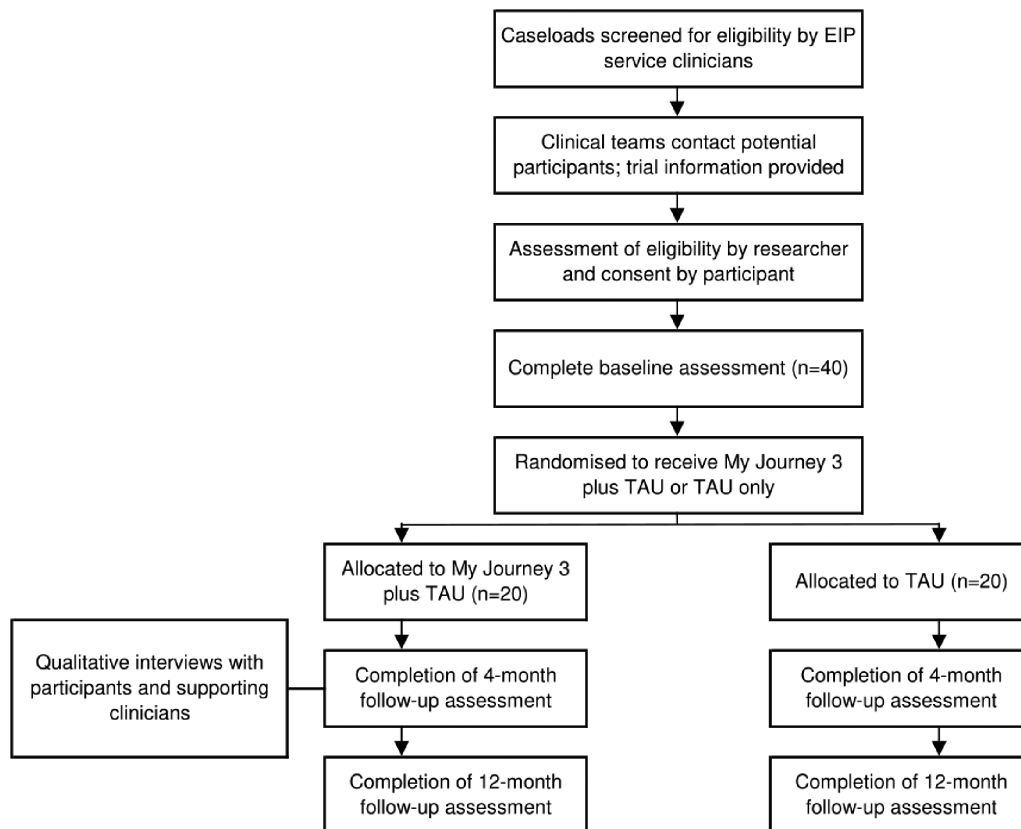 Caseloads screened for eligibility by EIP
service clinicians
Clinical teams contact potential
participants; trial information provided
Assessment of eligibility by researcher
and consent by participant
Complete baseline assessment (n=40)
Randomised to receive My Journey 3
plus TAU or TAU only
Allocated to My Journey 3
plus TAU (n=20)
Allocated to TAU (n=20)
Qualitative interviews with
participants and supporting
clinicians
Completion of 4-month
follow-up assessment
Completion of 4-month
follow-up assessment
Completion of 12-month
follow-up assessment
Completion of 12-month
follow-up assessment